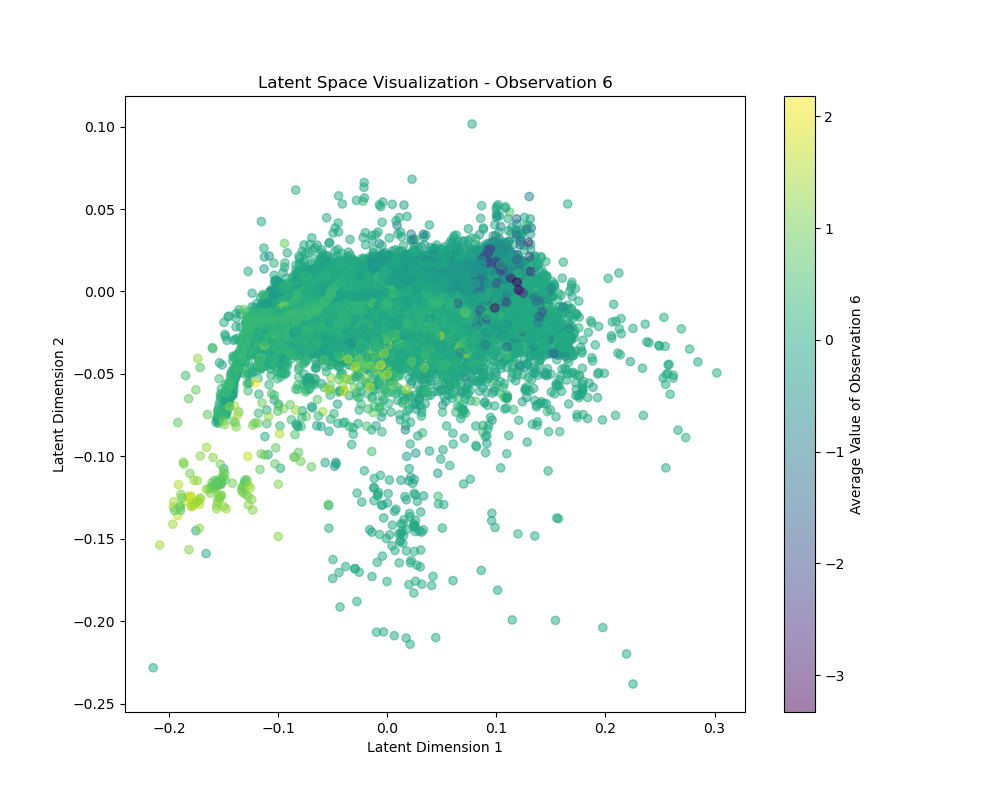 Latent Space Visualization - Observation 6
0.10
0.05
0.00
−0.05
−0.10
−0.15
−0.20
−0.25
Latent Dimension 2
−0.2 −0.1 0.0 0.1 0.2 0.3
Latent Dimension 1
2
1
0
−1
−2
−3
Average Value of Observation 6